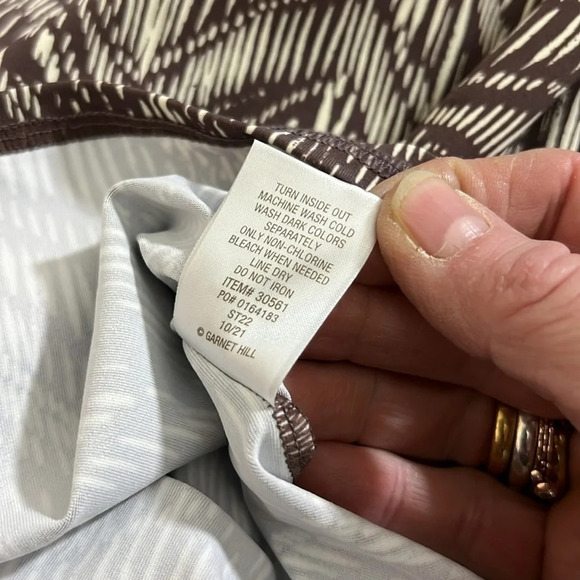 TURN INSIDE OUT
MACHINE WASH COLD
WASH DARK COLORS
SEPARATELY
ONLY NON-CHLORINE
BLEACH WHEN NEEDED
LINE DRY
DO NOT IRON
ITEM# 30561
PO# 0164183
ST22
10/21
© GARNET HILL